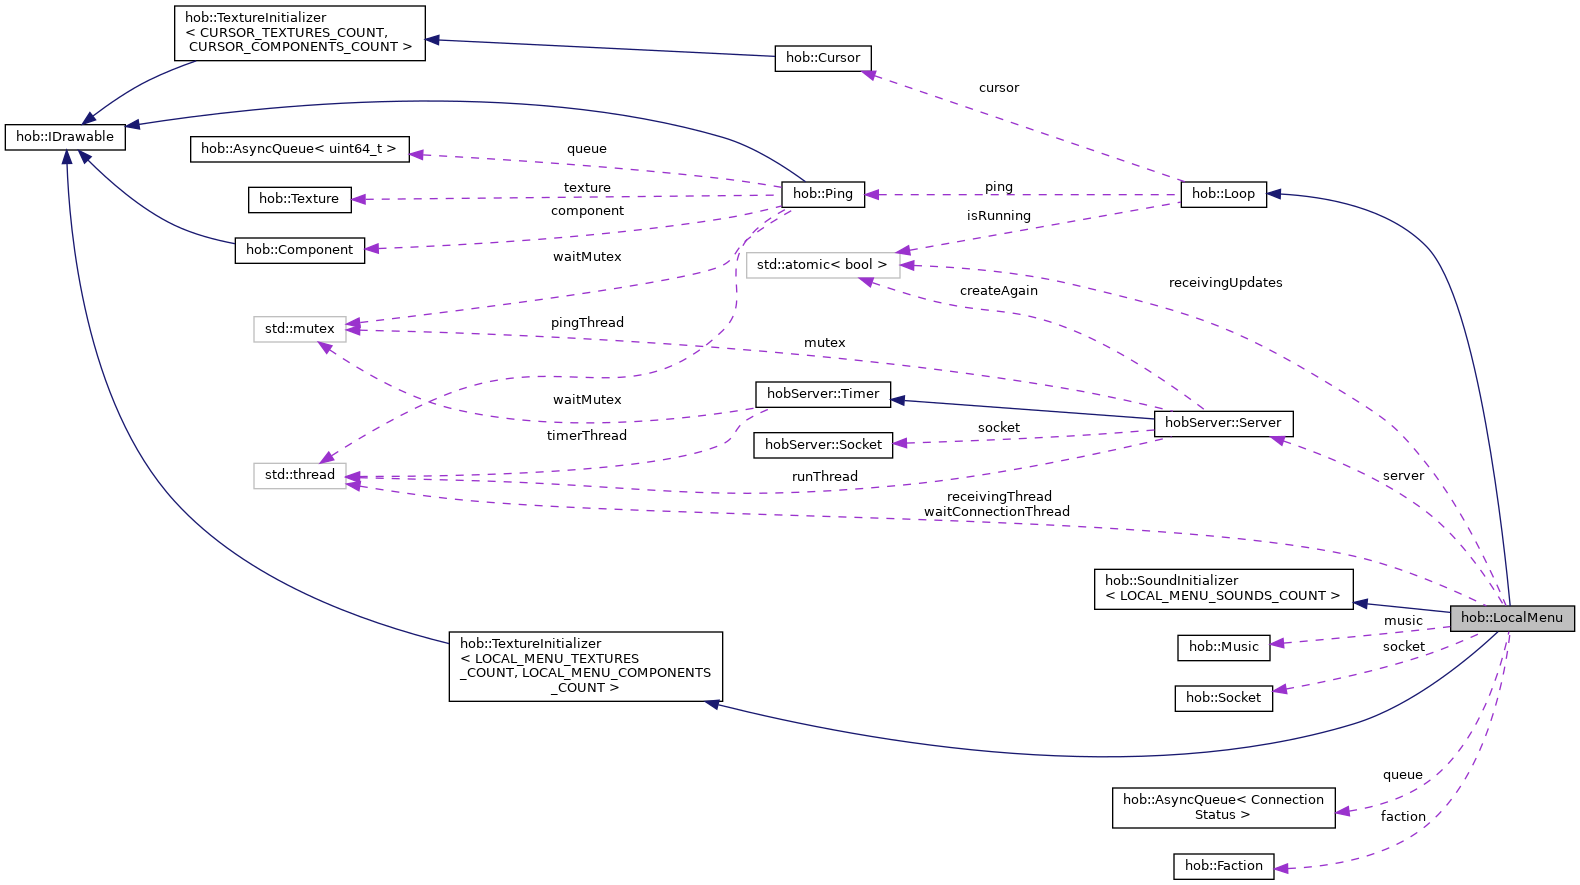 hob::TextureInitializer
< CURSOR_TEXTURES_COUNT,
CURSOR_COMPONENTS_COUNT >
hob::Cursor
cursor
hob::IDrawable
hob::AsyncQueue< uint64_t >
queue
hob::Texture
texture
hob::Ping
ping
hob::Loop
component
isRunning
hob::Component
waitMutex
std::atomic< bool >
receivingUpdates
createAgain
std::mutex
pingThread
mutex
hobServer::Timer
waitMutex
hobServer::Server
socket
timerThread
hobServer::Socket
std::thread
runThread
server
receivingThread
waitConnectionThread
hob::SoundInitializer
< LOCAL_MENU_SOUNDS_COUNT >
hob::LocalMenu
music
hob::TextureInitializer
< LOCAL_MENU_TEXTURES
_COUNT, LOCAL_MENU_COMPONENTS
_COUNT >
hob::Music
socket
hob::Socket
queue
hob::AsyncQueue< Connection
Status >
faction
hob::Faction